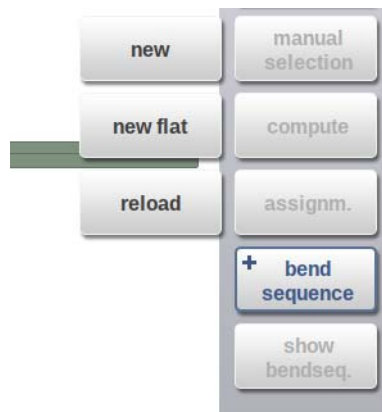 new
manual
selection
new flat
compute
reload
assignm.
+ bend
sequence
show
bendseq.